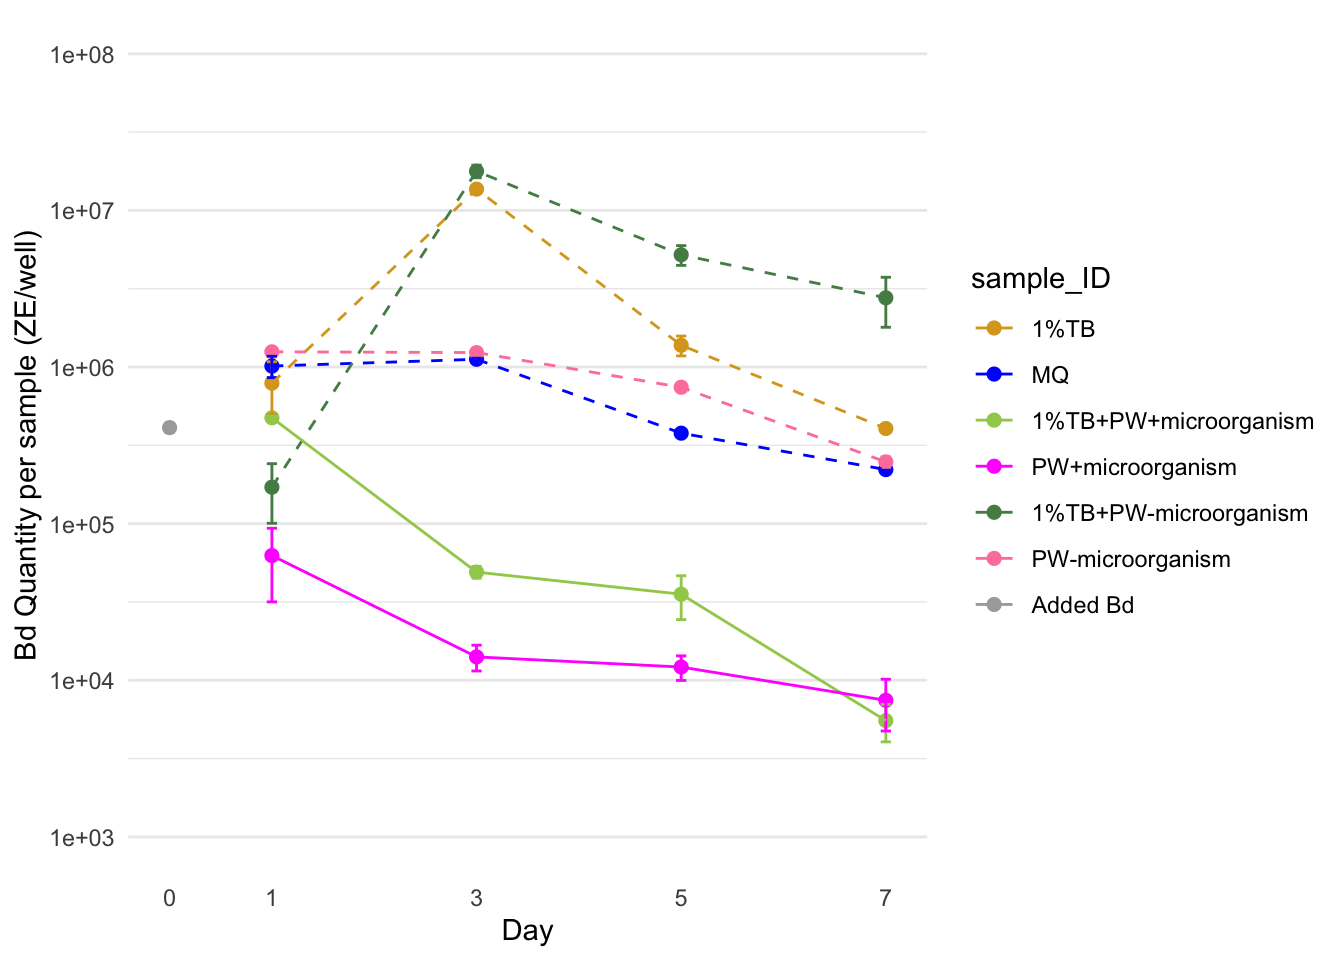 1e+08
1e+07
1e+06
1e+05
1e+04
1e+03
Bd Quantity per sample (ZE/well)
0 1 3 5 7
Day
sample_ID
1%TB
MQ
1%TB+PW+microorganism
PW+microorganism
1%TB+PW-microorganism
PW-microorganism
Added Bd